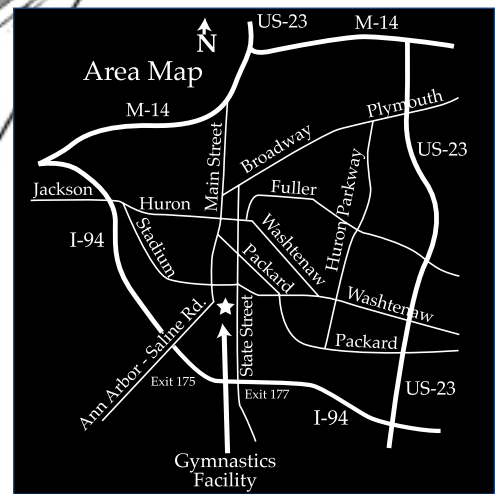 US-23
M-14
N
Area Map
Plymouth
M-14
Broadway
Main Street
US-23
Fuller
Huron Parkway
Jackson
Huron
Stadium
Washtenaw
I-94
Packard
Washtenaw
Ann Arbor - Saline Rd.
State Street
Packard
Exit 175
Exit 177
US-23
I-94
Gymnastics
Facility